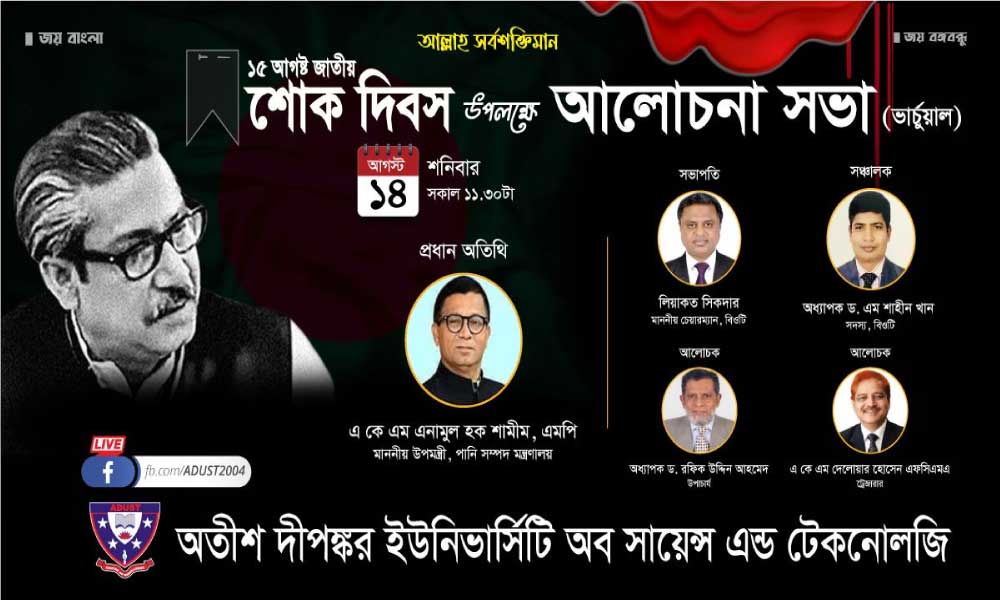 জয় বাংলা
আল্লাহ সর্বশক্তিমান
জয় বঙ্গবন্ধু
১৫ আগষ্ট জাতীয়
শোক দিবস উপলক্ষে আলোচনা সভা (ভার্চুয়াল)
আগস্ট
১৪
শনিবার
সকাল ১১.৩০টা
প্রধান অতিথি
এ কে এম এনামুল হক শামীম, এমপি
মাননীয় উপমন্ত্রী, পানি সম্পদ মন্ত্রণালয়
সভাপতি
লিয়াকত সিকদার
মাননীয় চেয়ারম্যান, বিওটি
সঞ্চালক
অধ্যাপক ড. এম শাহীন খান
সদস্য, বিওটি
আলোচক
অধ্যাপক ড. রফিক উদ্দিন আহমেদ
উপাচার্য
আলোচক
এ কে এম দেলোয়ার হোসেন এফসিএমএ
ট্রেজারার
LIVE
fb.com/ADUST2004
ADUST
অতীশ দীপঙ্কর ইউনিভার্সিটি অব সায়েন্স এন্ড টেকনোলজি